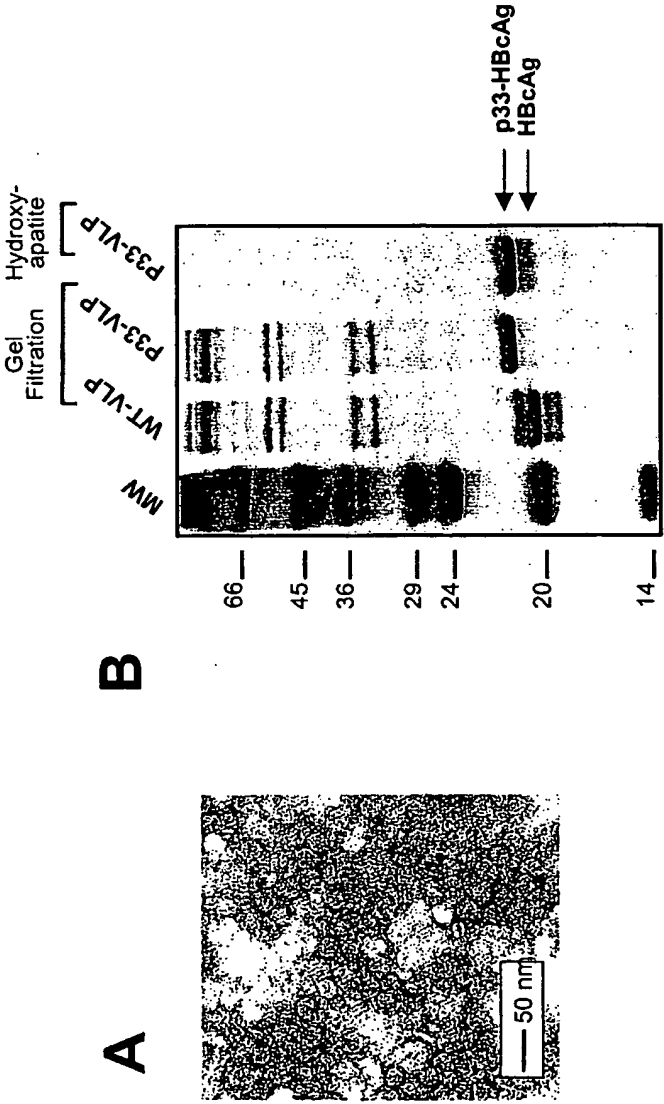 A
50 nm
B
Gel
Filtration
Hydroxy-
apatite
MW
WT-VLP
P33-VLP
P33-VLP
66
45
36
29
24
20
14
p33-HBcAg
HBcAg